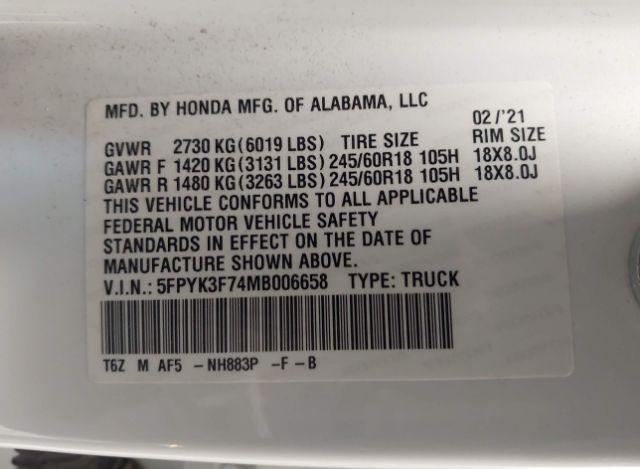 MFD. BY HONDA MFG. OF ALABAMA, LLC 02/'21
GVWR 2730 KG(6019 LBS) TIRE SIZE RIM SIZE
GAWR F 1420 KG(3131 LBS) 245/60R18 105H 18X8.0J
GAWR R 1480 KG(3263 LBS) 245/60R18 105H 18X8.0J
THIS VEHICLE CONFORMS TO ALL APPLICABLE
FEDERAL MOTOR VEHICLE SAFETY
STANDARDS IN EFFECT ON THE DATE OF
MANUFACTURE SHOWN ABOVE.
V.I.N.: 5FPYK3F74MB006658 TYPE: TRUCK
T6Z M AF5 -NH883P -F -B